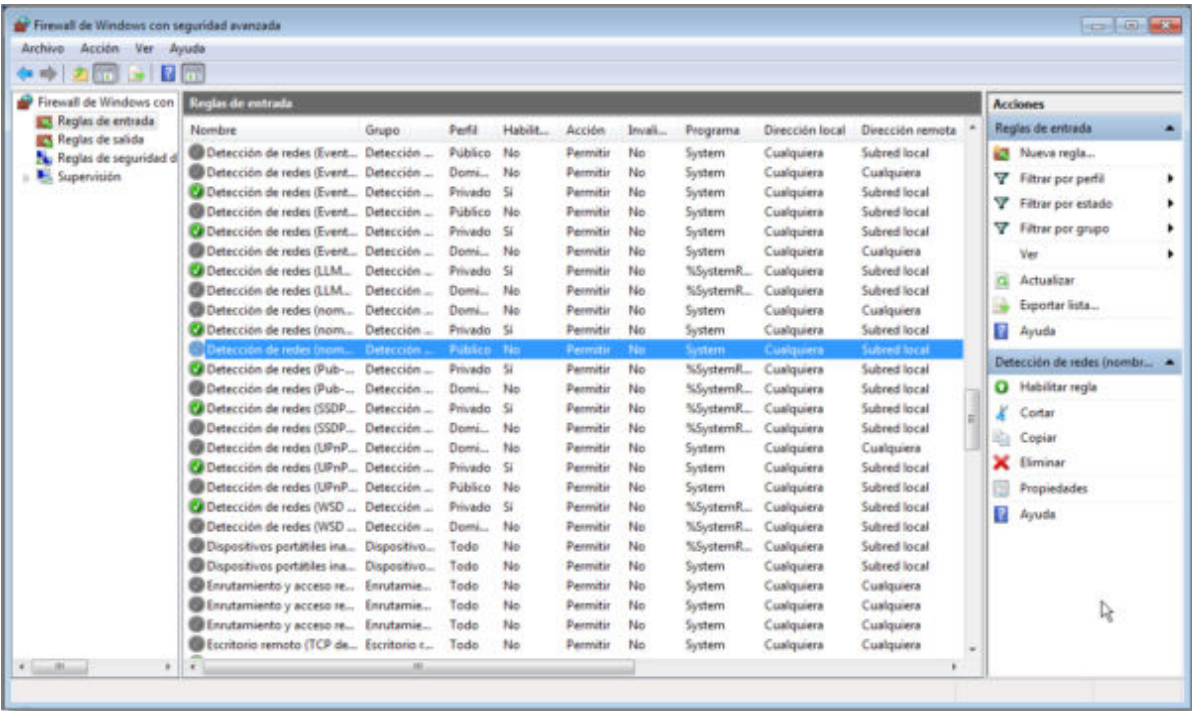 Firewall de Windows con seguridad avanzada
Archivo Acción Ver Ayuda
Firewall de Windows con
Reglas de entrada
Reglas de salida
Reglas de seguridad d
Supervisión
Reglas de entrada
Nombre Grupo Perfil Habilit... Acción Invali... Programa Dirección local Dirección remota
Detección de redes (Event... Detección ... Público No Permitir No System Cualquiera Subred local
Detección de redes (Event... Detección ... Domi... No Permitir No System Cualquiera Cualquiera
Detección de redes (Event... Detección ... Privado Sí Permitir No System Cualquiera Subred local
Detección de redes (Event... Detección ... Público No Permitir No System Cualquiera Subred local
Detección de redes (Event... Detección ... Privado Sí Permitir No System Cualquiera Subred local
Detección de redes (Event... Detección ... Domi... No Permitir No System Cualquiera Cualquiera
Detección de redes (LLM... Detección ... Privado Sí Permitir No %SystemR... Cualquiera Subred local
Detección de redes (LLM... Detección ... Domi... No Permitir No %SystemR... Cualquiera Subred local
Detección de redes (nom... Detección ... Domi... No Permitir No System Cualquiera Cualquiera
Detección de redes (nom... Detección ... Privado Sí Permitir No System Cualquiera Subred local
Detección de redes (nom... Detección ... Público No Permitir No System Cualquiera Subred local
Detección de redes (Pub-... Detección ... Privado Sí Permitir No %SystemR... Cualquiera Subred local
Detección de redes (Pub-... Detección ... Domi... No Permitir No %SystemR... Cualquiera Subred local
Detección de redes (SSDP... Detección ... Privado Sí Permitir No %SystemR... Cualquiera Subred local
Detección de redes (SSDP... Detección ... Domi... No Permitir No %SystemR... Cualquiera Subred local
Detección de redes (UPnP... Detección ... Domi... No Permitir No System Cualquiera Cualquiera
Detección de redes (UPnP... Detección ... Privado Sí Permitir No System Cualquiera Subred local
Detección de redes (UPnP... Detección ... Público No Permitir No System Cualquiera Subred local
Detección de redes (WSD ... Detección ... Privado Sí Permitir No %SystemR... Cualquiera Subred local
Detección de redes (WSD ... Detección ... Domi... No Permitir No %SystemR... Cualquiera Subred local
Dispositivos portátiles ina... Dispositivo... Todo No Permitir No %SystemR... Cualquiera Subred local
Dispositivos portátiles ina... Dispositivo... Todo No Permitir No System Cualquiera Subred local
Enrutamiento y acceso re... Enrutamie... Todo No Permitir No System Cualquiera Cualquiera
Enrutamiento y acceso re... Enrutamie... Todo No Permitir No System Cualquiera Cualquiera
Enrutamiento y acceso re... Enrutamie... Todo No Permitir No System Cualquiera Cualquiera
Escritorio remoto (TCP de... Escritorio r... Todo No Permitir No System Cualquiera Cualquiera
Acciones
Reglas de entrada
Nueva regla...
Filtrar por perfil
Filtrar por estado
Filtrar por grupo
Ver
Actualizar
Exportar lista...
Ayuda
Detección de redes (nombr...
Habilitar regla
Cortar
Copiar
Eliminar
Propiedades
Ayuda